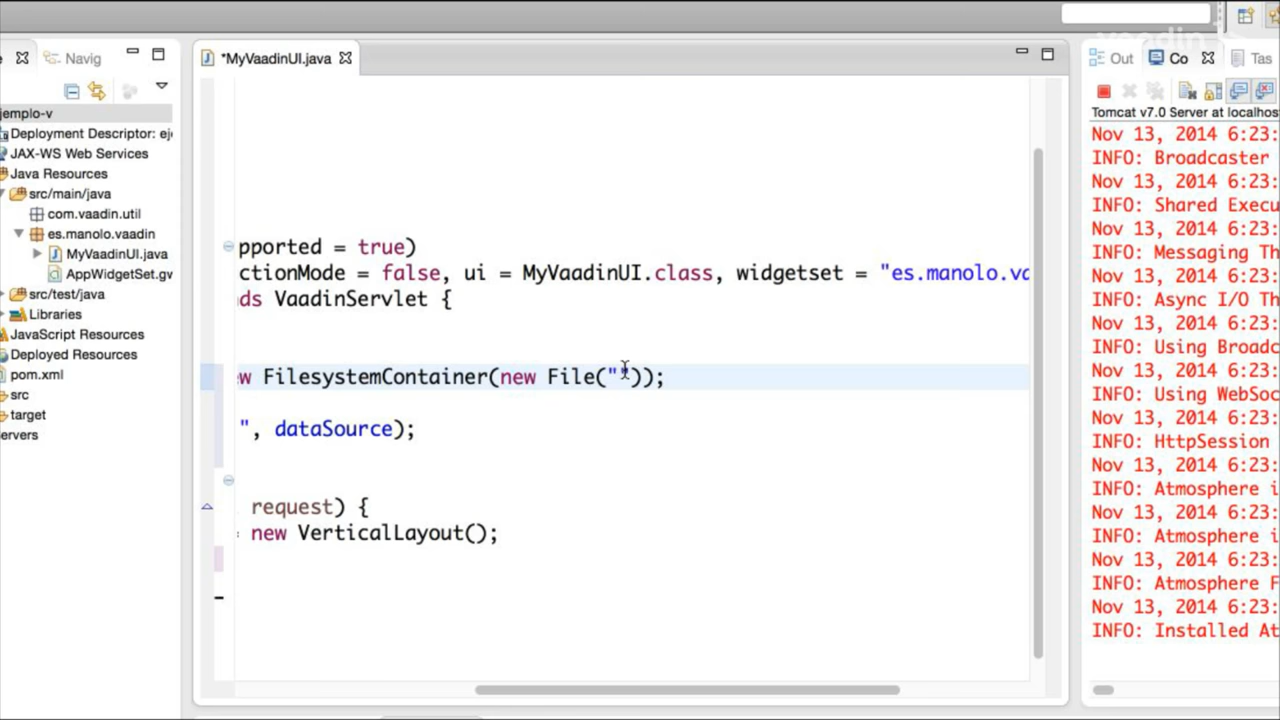 vaadin
Navig
*MyVaadinUI.java
Out
Co
Tas
jemplo-v
Deployment Descriptor: eje
JAX-WS Web Services
Java Resources
src/main/java
com.vaadin.util
es.manolo.vaadin
MyVaadinUI.java
AppWidgetSet.gw
src/test/java
Libraries
JavaScript Resources
Deployed Resources
pom.xml
src
target
ervers
pported = true)
ctionMode = false, ui = MyVaadinUI.class, widgetset = "es.manolo.va
ds VaadinServlet {
ew FilesystemContainer(new File(""));
", dataSource);
request) {
= new VerticalLayout();
Tomcat v7.0 Server at localhos
Nov 13, 2014 6:23:
INFO: Broadcaster
Nov 13, 2014 6:23:
INFO: Shared Execu
Nov 13, 2014 6:23:
INFO: Messaging Th
Nov 13, 2014 6:23:
INFO: Async I/O Th
Nov 13, 2014 6:23:
INFO: Using Broadc
Nov 13, 2014 6:23:
INFO: Using WebSoc
Nov 13, 2014 6:23:
INFO: HttpSession
Nov 13, 2014 6:23:
INFO: Atmosphere i
Nov 13, 2014 6:23:
INFO: Atmosphere i
Nov 13, 2014 6:23:
INFO: Atmosphere F
Nov 13, 2014 6:23:
INFO: Installed At